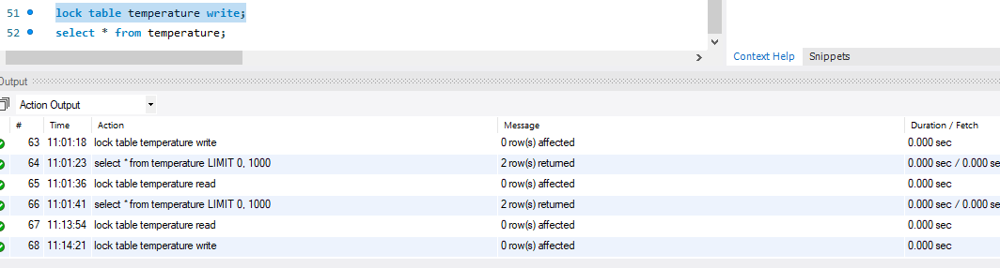 51 lock table temperature write;
52 select * from temperature;
Context Help Snippets
Output
Action Output
# Time Action Message Duration / Fetch
63 11:01:18 lock table temperature write 0 row(s) affected 0.000 sec
64 11:01:23 select * from temperature LIMIT 0, 1000 2 row(s) returned 0.000 sec / 0.000 se
65 11:01:36 lock table temperature read 0 row(s) affected 0.000 sec
66 11:01:41 select * from temperature LIMIT 0, 1000 2 row(s) returned 0.000 sec / 0.000 se
67 11:13:54 lock table temperature read 0 row(s) affected 0.000 sec
68 11:14:21 lock table temperature write 0 row(s) affected 0.000 sec